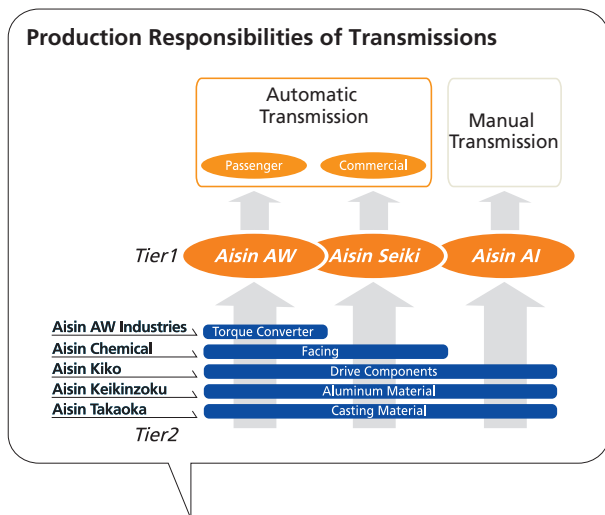 Production Responsibilities of Transmissions
Automatic
Transmission
Manual
Transmission
Passenger
Commercial
Tier1
Aisin AW
Aisin Seiki
Aisin AI
Aisin AW Industries
Torque Converter
Aisin Chemical
Facing
Aisin Kiko
Drive Components
Aisin Keikinzoku
Aluminum Material
Aisin Takaoka
Casting Material
Tier2